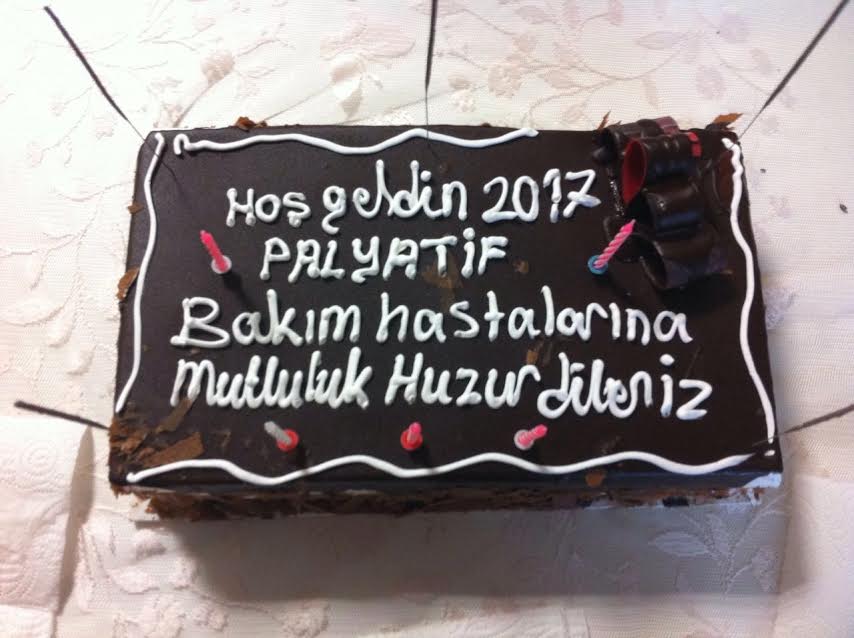 Hoş geldin 2017
PALYATİF
Bakım hastalarına
Mutluluk Huzur dileriz